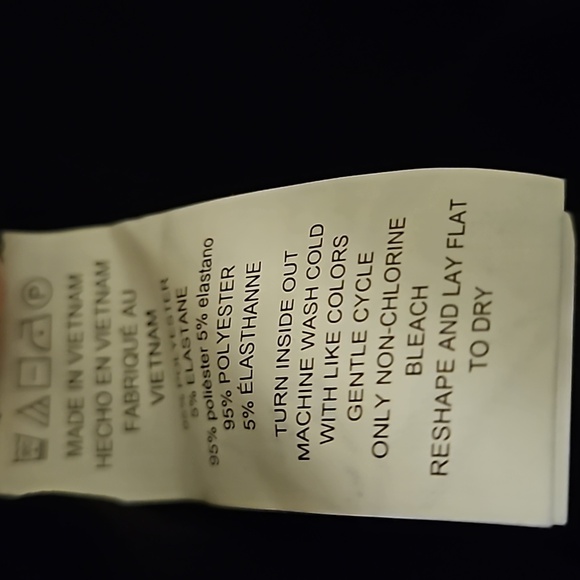 MADE IN VIETNAM
HECHO EN VIETNAM
FABRIQUÉ AU
VIETNAM
95% POLYESTER
5% ELASTANE
95% poliéster 5% elastano
95% POLYESTER
5% ÉLASTHANNE
TURN INSIDE OUT
MACHINE WASH COLD
WITH LIKE COLORS
GENTLE CYCLE
ONLY NON-CHLORINE
BLEACH
RESHAPE AND LAY FLAT
TO DRY